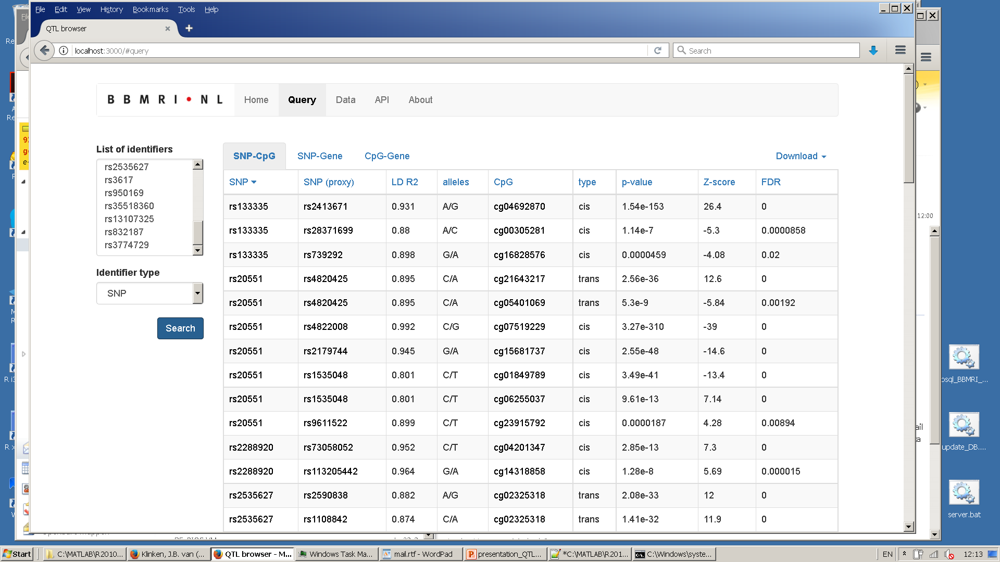 File Edit View History Bookmarks Tools Help
QTL browser
localhost:3000/#query
Search
BBMRI•NL Home Query Data API About
List of identifiers
rs2535627
rs3617
rs950169
rs35518360
rs13107325
rs832187
rs3774729
Identifier type
SNP
Search
SNP-CpG SNP-Gene CpG-Gene Download
SNP SNP (proxy) LD R2 alleles CpG type p-value Z-score FDR
rs133335 rs2413671 0.931 A/G cg04692870 cis 1.54e-153 26.4 0
rs133335 rs28371699 0.88 A/C cg00305281 cis 1.14e-7 -5.3 0.0000858
rs133335 rs739292 0.898 G/A cg16828576 cis 0.0000459 -4.08 0.02
rs20551 rs4820425 0.895 C/A cg21643217 trans 2.56e-36 12.6 0
rs20551 rs4820425 0.895 C/A cg05401069 trans 5.3e-9 -5.84 0.00192
rs20551 rs4822008 0.992 C/G cg07519229 cis 3.27e-310 -39 0
rs20551 rs2179744 0.945 G/A cg15681737 cis 2.55e-48 -14.6 0
rs20551 rs1535048 0.801 C/T cg01849789 cis 3.49e-41 -13.4 0
rs20551 rs1535048 0.801 C/T cg06255037 cis 9.61e-13 7.14 0
rs20551 rs9611522 0.899 C/T cg23915792 cis 0.0000187 4.28 0.00894
rs2288920 rs73058052 0.952 C/T cg04201347 cis 2.85e-13 7.3 0
rs2288920 rs113205442 0.964 G/A cg14318858 cis 1.28e-8 5.69 0.000015
rs2535627 rs2590838 0.882 A/G cg02325318 trans 2.08e-33 12 0
rs2535627 rs1108842 0.874 C/A cg02325318 trans 1.41e-32 11.9 0
12:00
psql_BBMRI_...
update_DB....
server.bat
Start C:\MATLAB\R2010... Klinken, J.B. van (... QTL browser - M... Windows Task Ma... mail.rtf - WordPad presentation_QTL... *C:\MATLAB\R201... C:\Windows\syste... EN 12:13